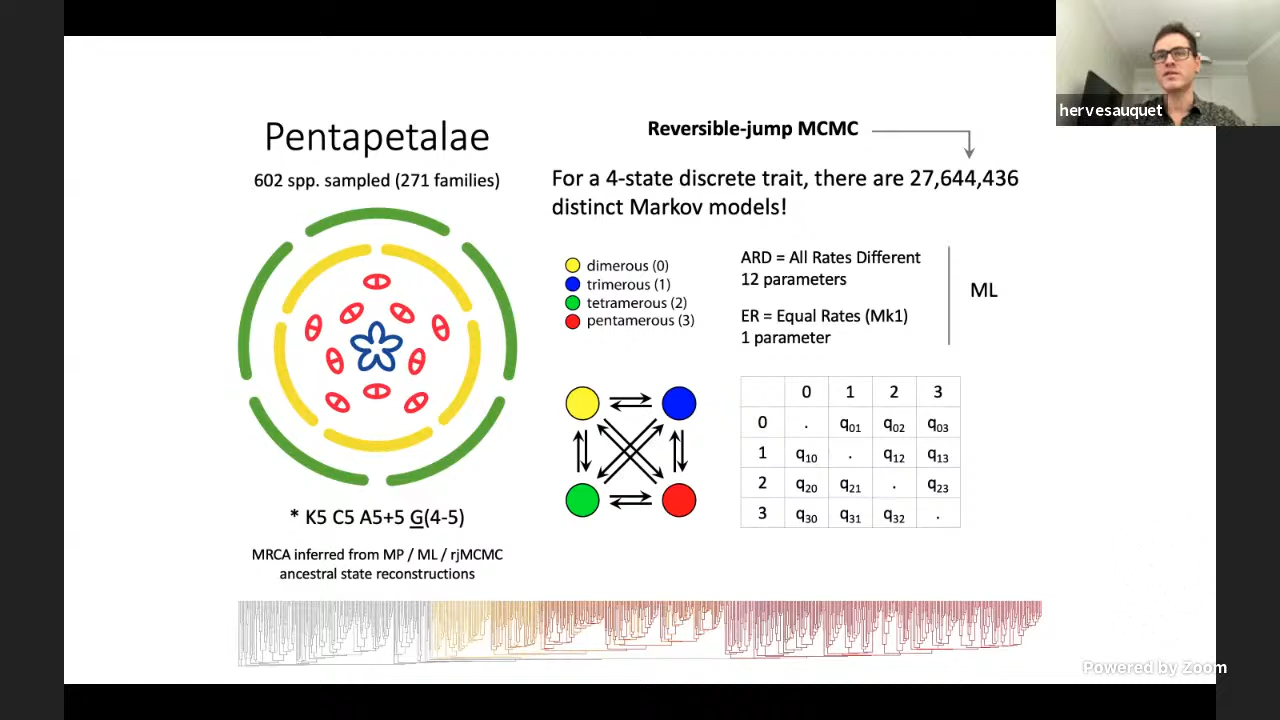 hervesauquet
Pentapetalae
602 spp. sampled (271 families)
* K5 C5 A5+5 G(4-5)
MRCA inferred from MP / ML / rjMCMC
ancestral state reconstructions
Reversible-jump MCMC
For a 4-state discrete trait, there are 27,644,436
distinct Markov models!
dimerous (0)
trimerous (1)
tetramerous (2)
pentamerous (3)
ARD = All Rates Different
12 parameters
ER = Equal Rates (Mk1)
1 parameter
ML
0 1 2 3
0 . q01 q02 q03
1 q10 . q12 q13
2 q20 q21 . q23
3 q30 q31 q32 .
Powered by Zoom